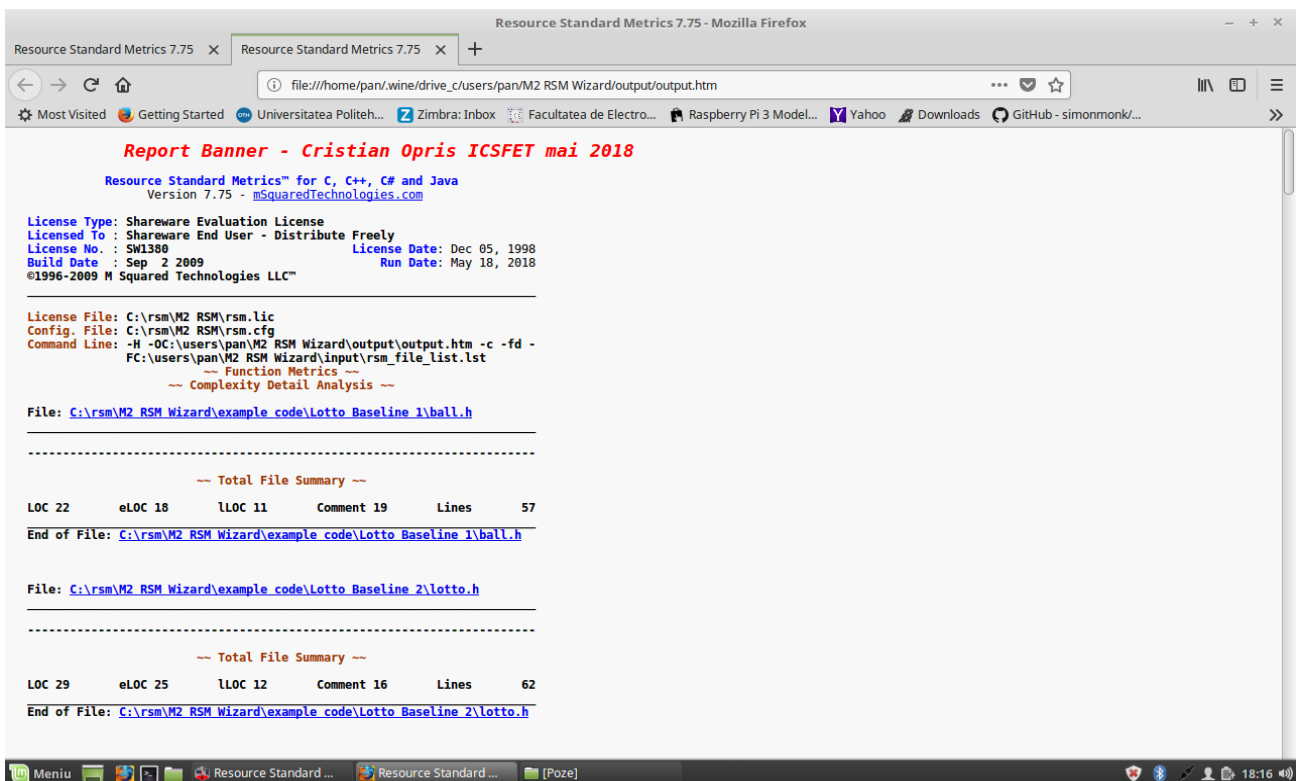 Resource Standard Metrics 7.75 - Mozilla Firefox
Resource Standard Metrics 7.75
Resource Standard Metrics 7.75
file:///home/pan/.wine/drive_c/users/pan/M2 RSM Wizard/output/output.htm
Most Visited Getting Started Universitatea Politeh... Zimbra: Inbox Facultatea de Electro... Raspberry Pi 3 Model... Yahoo Downloads GitHub - simonmonk/...
Report Banner - Cristian Opris ICSFET mai 2018
Resource Standard Metrics™ for C, C++, C# and Java
Version 7.75 - mSquaredTechnologies.com
License Type: Shareware Evaluation License
Licensed To : Shareware End User - Distribute Freely
License No. : SW1380 License Date: Dec 05, 1998
Build Date : Sep 2 2009 Run Date: May 18, 2018
©1996-2009 M Squared Technologies LLC™
License File: C:\rsm\M2 RSM\rsm.lic
Config. File: C:\rsm\M2 RSM\rsm.cfg
Command Line: -H -OC:\users\pan\M2 RSM Wizard\output\output.htm -c -fd -
FC:\users\pan\M2 RSM Wizard\input\rsm_file_list.lst
~~ Function Metrics ~~
~~ Complexity Detail Analysis ~~
File: C:\rsm\M2 RSM Wizard\example code\Lotto Baseline 1\ball.h
------------------------------------------------------------------------
~~ Total File Summary ~~
LOC 22 eLOC 18 lLOC 11 Comment 19 Lines 57
End of File: C:\rsm\M2 RSM Wizard\example code\Lotto Baseline 1\ball.h
File: C:\rsm\M2 RSM Wizard\example code\Lotto Baseline 2\lotto.h
------------------------------------------------------------------------
~~ Total File Summary ~~
LOC 29 eLOC 25 lLOC 12 Comment 16 Lines 62
End of File: C:\rsm\M2 RSM Wizard\example code\Lotto Baseline 2\lotto.h
Meniu Resource Standard ... Resource Standard ... [Poze] 18:16